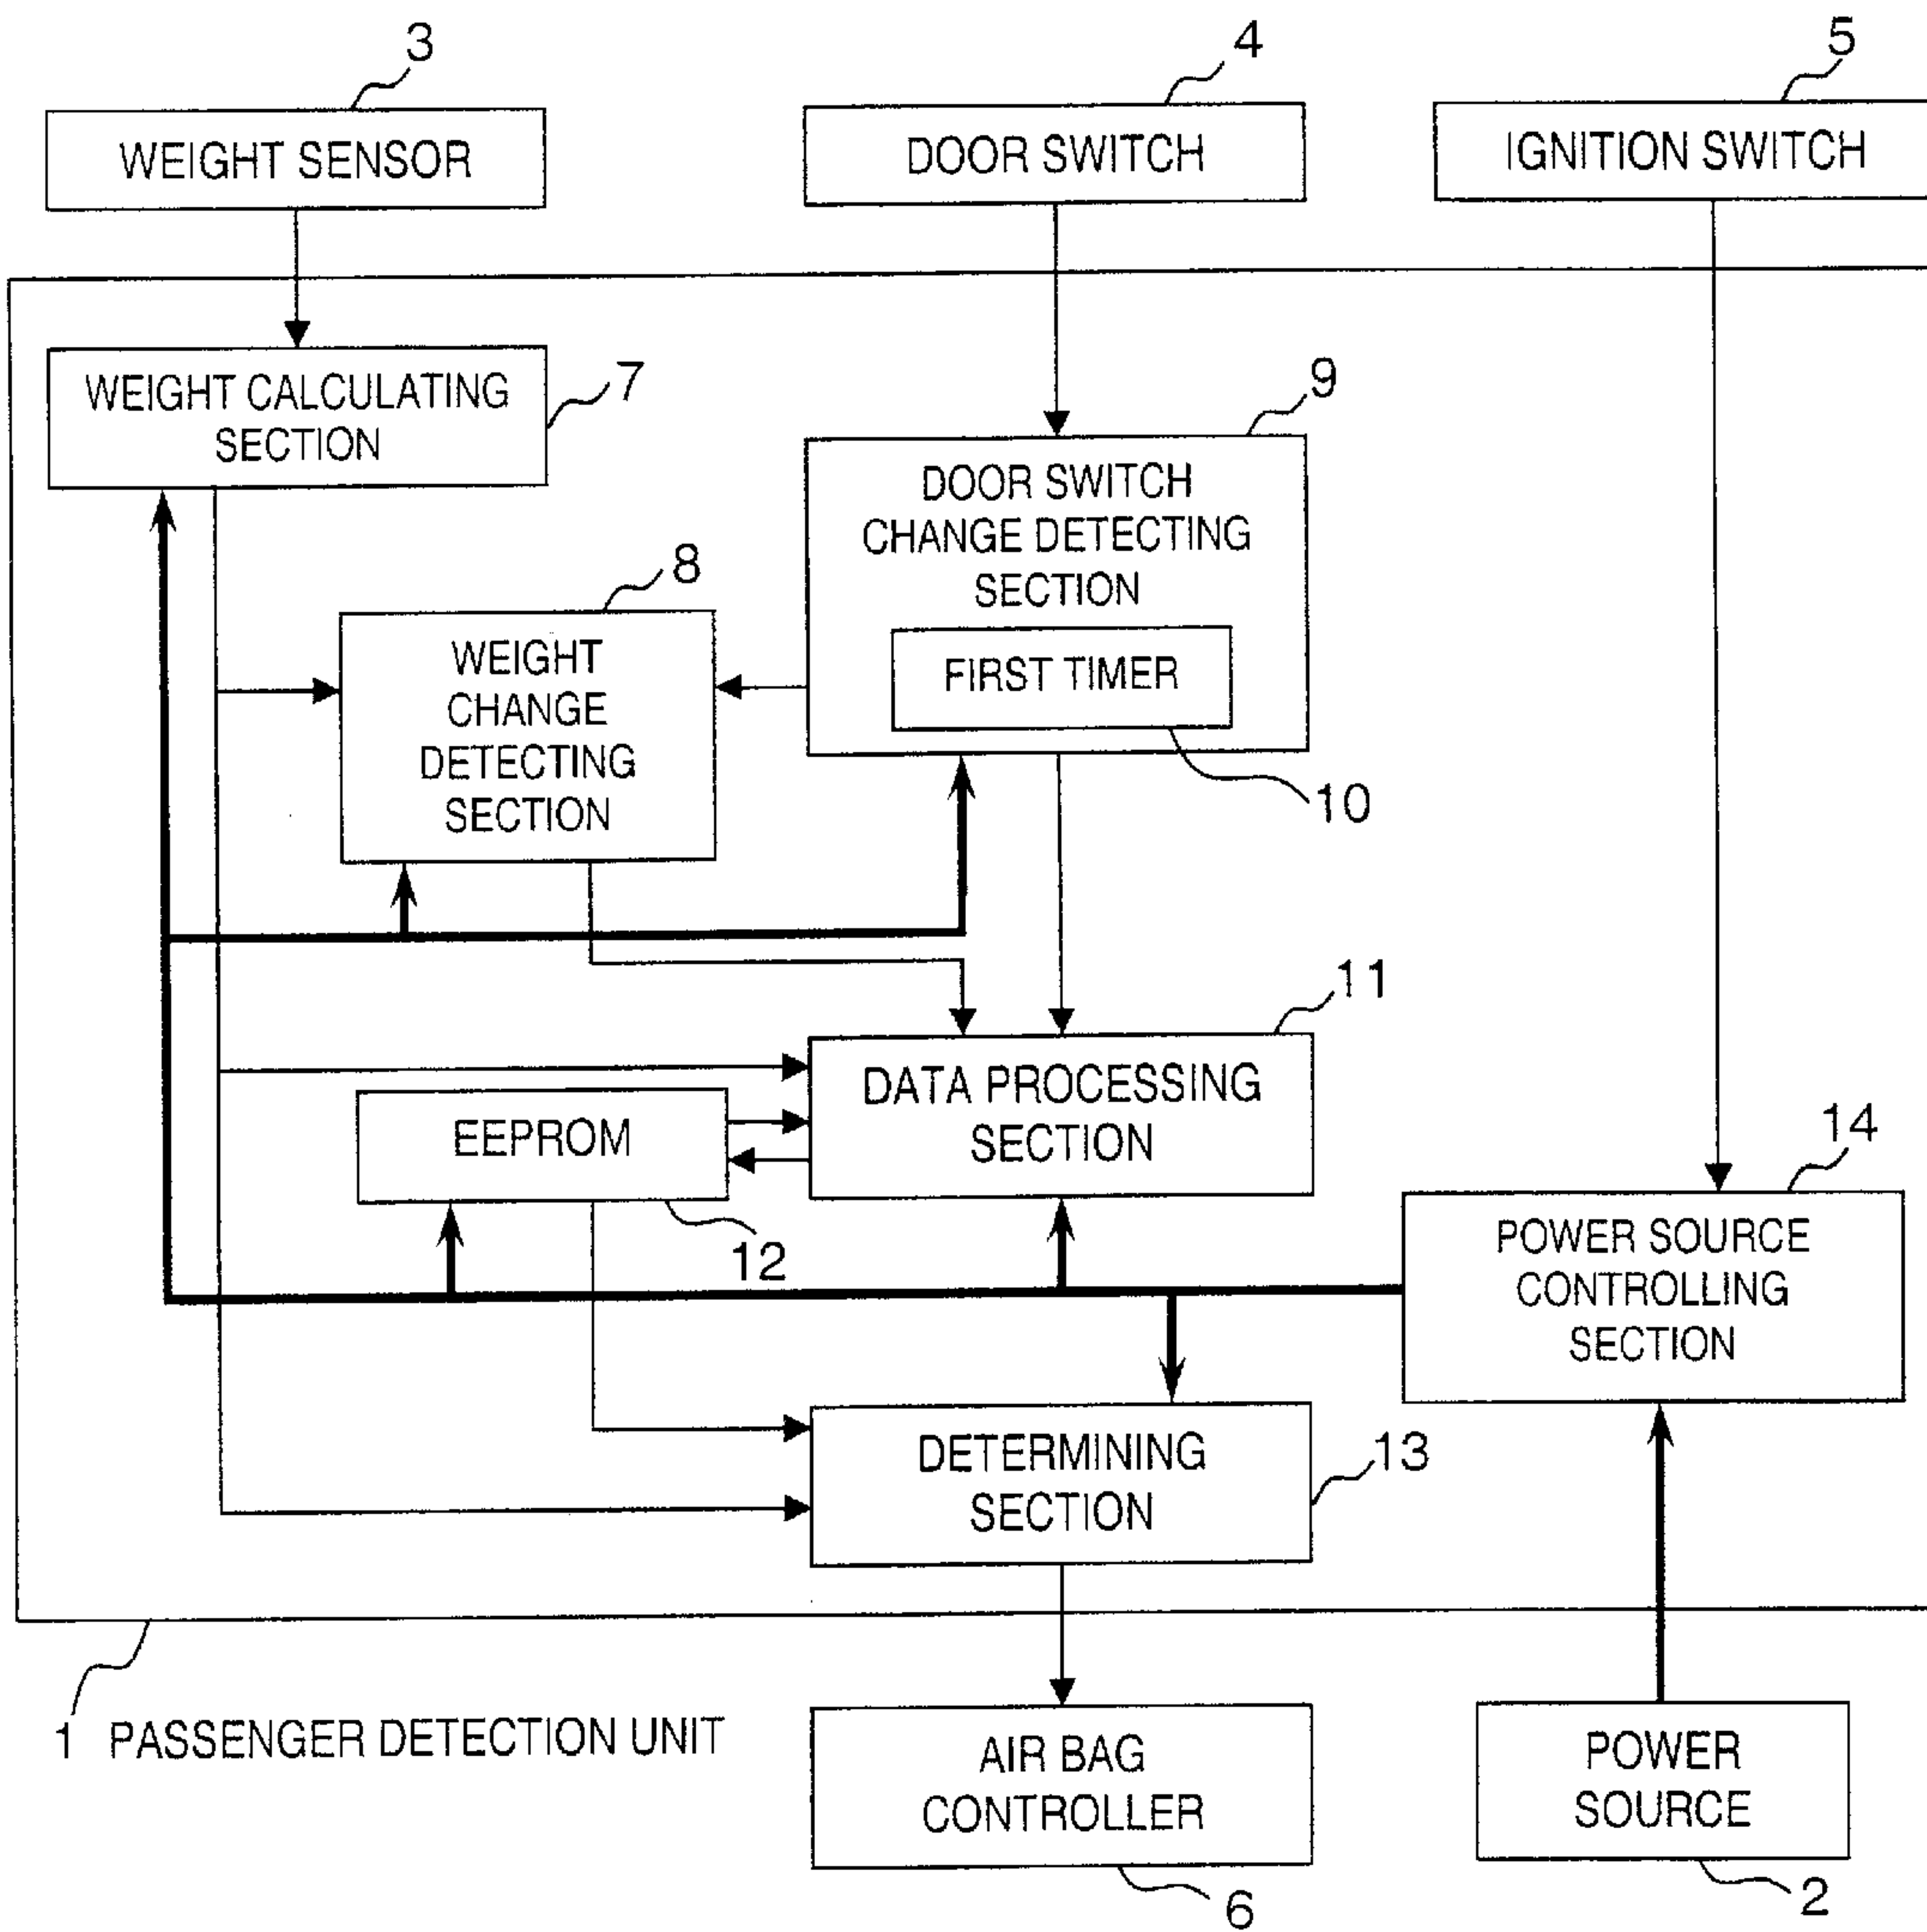 3
4
5
WEIGHT SENSOR
DOOR SWITCH
IGNITION SWITCH
WEIGHT CALCULATING
SECTION
7
9
DOOR SWITCH
CHANGE DETECTING
SECTION
FIRST TIMER
10
8
WEIGHT
CHANGE
DETECTING
SECTION
11
DATA PROCESSING
SECTION
EEPROM
12
14
POWER SOURCE
CONTROLLING
SECTION
DETERMINING
SECTION
13
1 PASSENGER DETECTION UNIT
AIR BAG
CONTROLLER
6
POWER
SOURCE
2